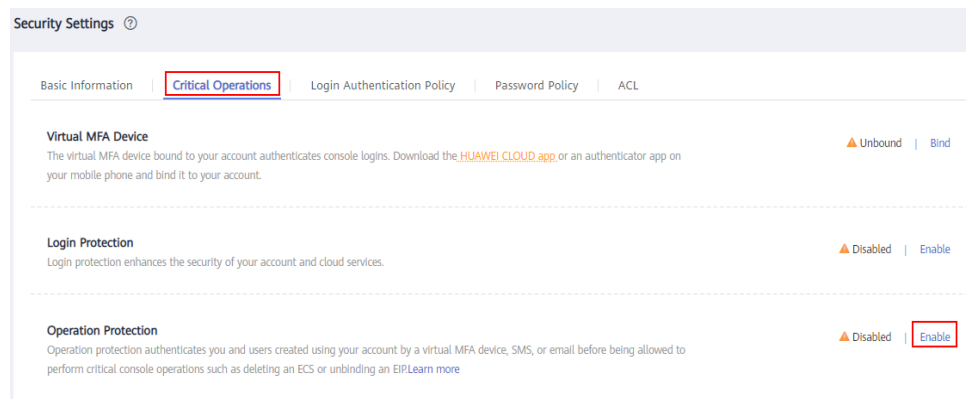 Security Settings ?
Basic Information | Critical Operations | Login Authentication Policy | Password Policy | ACL
Virtual MFA Device
The virtual MFA device bound to your account authenticates console logins. Download the HUAWEI CLOUD app or an authenticator app on
your mobile phone and bind it to your account.
Unbound | Bind
Login Protection
Login protection enhances the security of your account and cloud services.
Disabled | Enable
Operation Protection
Operation protection authenticates you and users created using your account by a virtual MFA device, SMS, or email before being allowed to
perform critical console operations such as deleting an ECS or unbinding an EIP.Learn more
Disabled | Enable